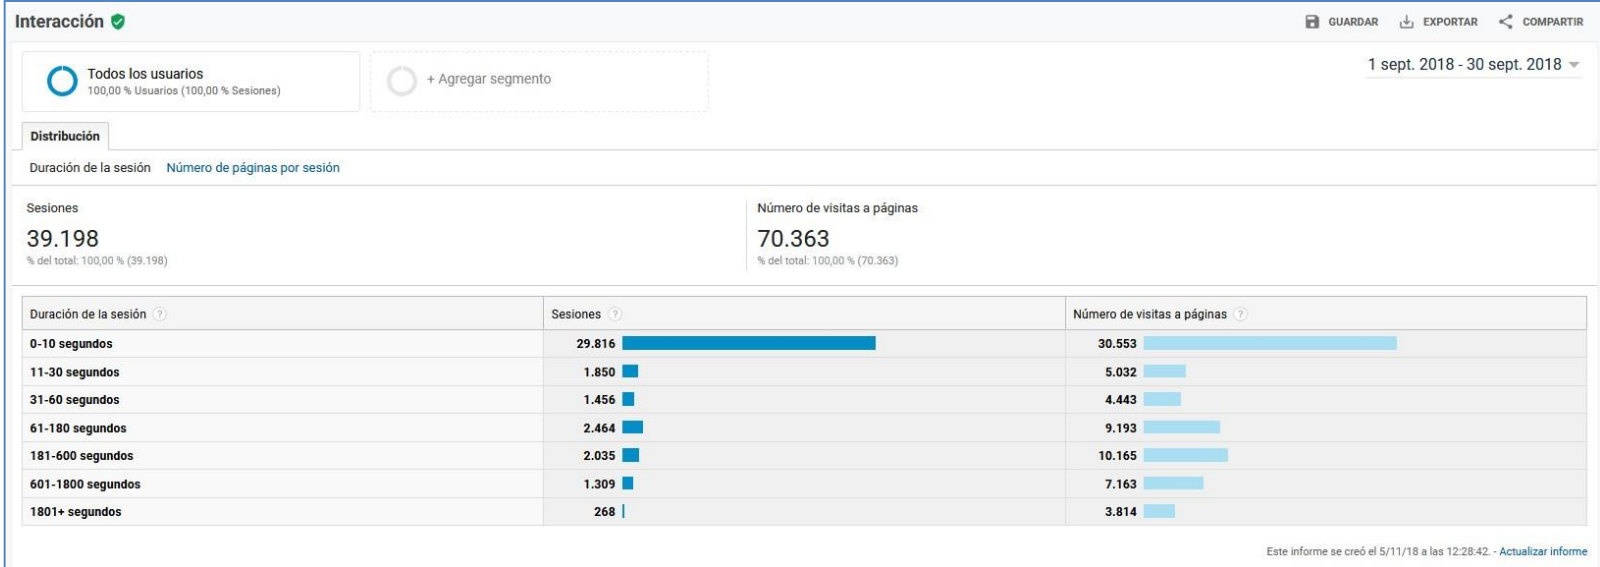 Interacción
GUARDAR EXPORTAR COMPARTIR
Todos los usuarios
100,00 % Usuarios (100,00 % Sesiones)
+ Agregar segmento
1 sept. 2018 - 30 sept. 2018
Distribución
Duración de la sesión Número de páginas por sesión
Sesiones
39.198
% del total: 100,00 % (39.198)
Número de visitas a páginas
70.363
% del total: 100,00 % (70.363)
Duración de la sesión ? Sesiones ? Número de visitas a páginas ?
0-10 segundos 29.816 30.553
11-30 segundos 1.850 5.032
31-60 segundos 1.456 4.443
61-180 segundos 2.464 9.193
181-600 segundos 2.035 10.165
601-1800 segundos 1.309 7.163
1801+ segundos 268 3.814
Este informe se creó el 5/11/18 a las 12:28:42. - Actualizar informe